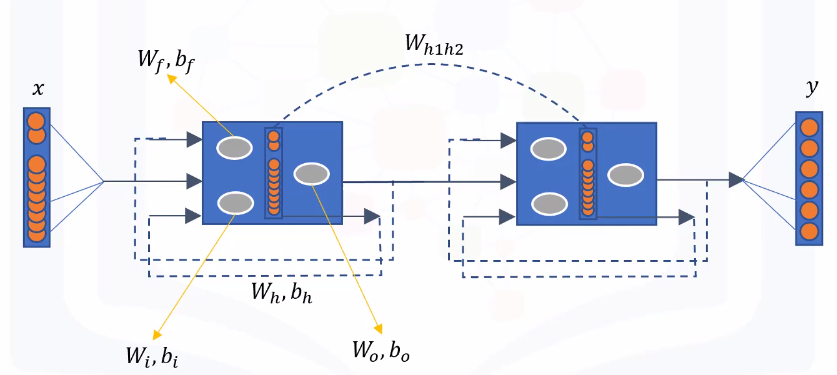 W_{h1h2}
W_f, b_f
x
y
W_h, b_h
W_i, b_i
W_o, b_o